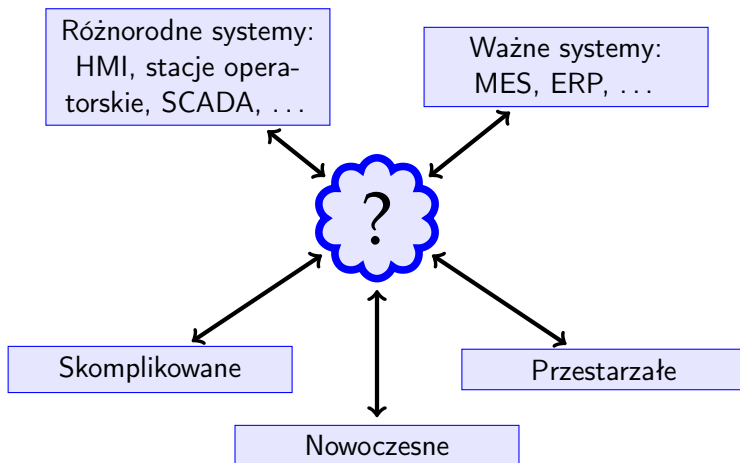 Różnorodne systemy:
HMI, stacje opera-
torskie, SCADA, . . .
Ważne systemy:
MES, ERP, . . .
?
Skomplikowane
Przestarzałe
Nowoczesne